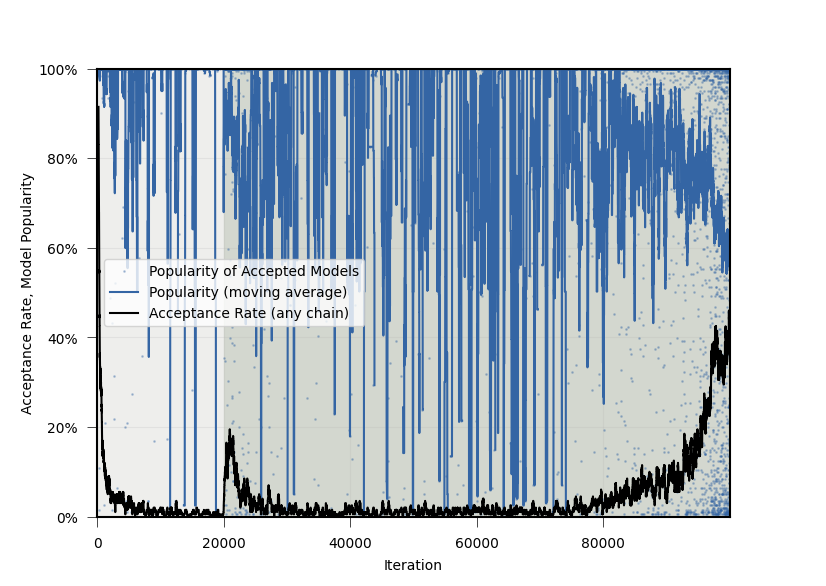 100%
80%
60%
40%
20%
0%
Acceptance Rate, Model Popularity
Popularity of Accepted Models
Popularity (moving average)
Acceptance Rate (any chain)
0
20000
40000
60000
80000
Iteration